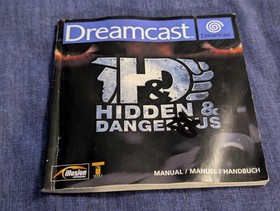 Dreamcast.
Dreamcast.
H&D
HIDDEN &
DANGEROUS
MANUAL / MANUEL / HANDBUCH
Illusion
T